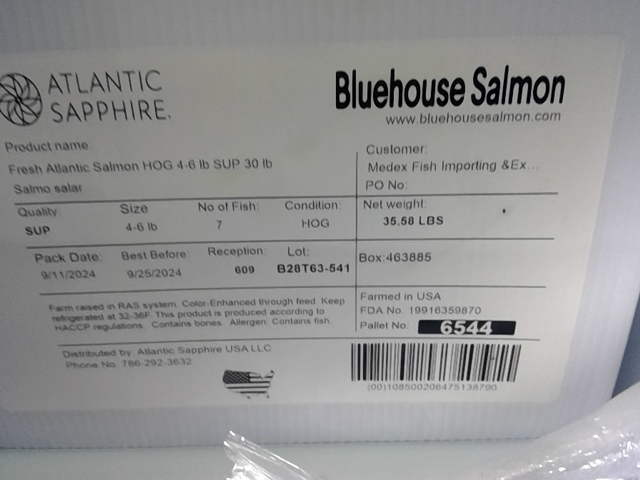 ATLANTIC
SAPPHIRE.
Bluehouse Salmon
www.bluehousesalmon.com
Product name
Fresh Atlantic Salmon HOG 4-6 lb SUP 30 lb
Salmo salar
Customer:
Medex Fish Importing &Ex...
PO No:
Quality
Size
No of Fish:
Condition:
SUP
4-6 lb
7
HOG
Net weight:
35.58 LBS
Pack Date:
Best Before:
Reception:
Lot:
9/11/2024
9/25/2024
609
B28T63-541
Box:463885
Farm raised in RAS system. Color-Enhanced through feed. Keep
refrigerated at 32-36F. This product is produced according to
HACCP regulations. Contains bones. Allergen: Contains fish.
Farmed in USA
FDA No. 19916359870
Pallet No: 6544
Distributed by: Atlantic Sapphire USA LLC
Phone No. 786-292-3632
(00)108500206475138790